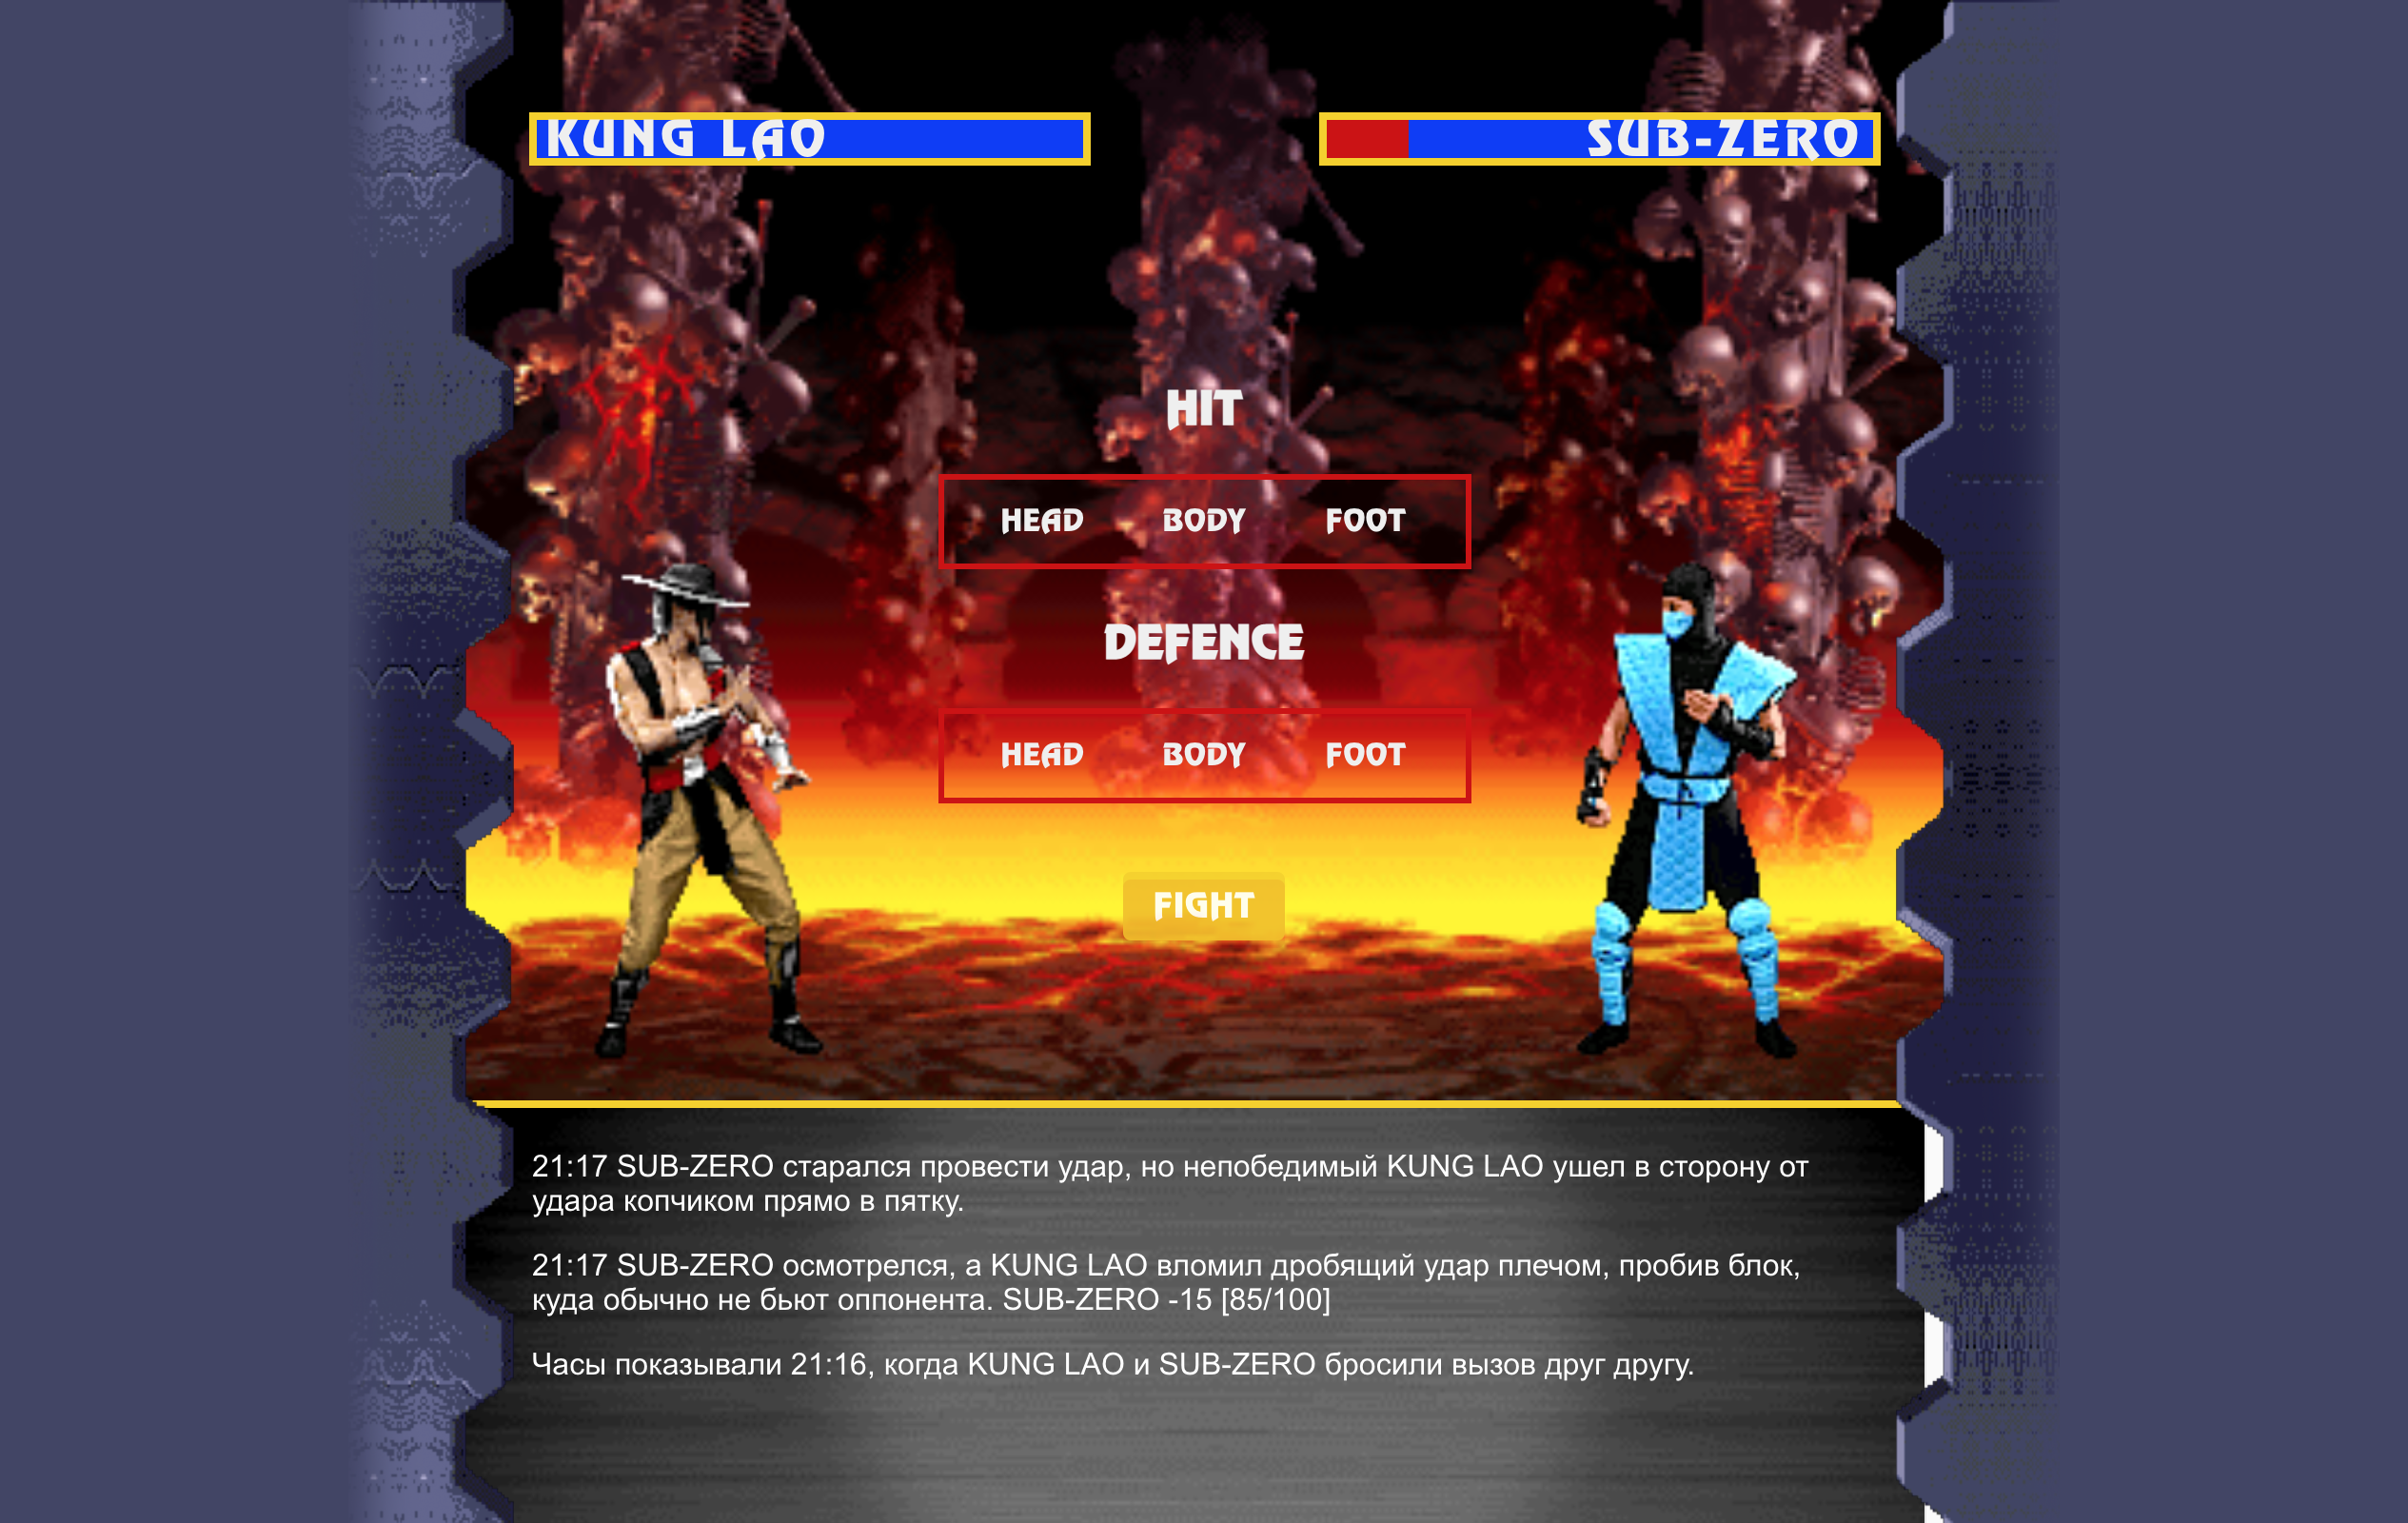 KUNG LAO
SUB-ZERO
HIT
HEAD BODY FOOT
DEFENCE
HEAD BODY FOOT
FIGHT
21:17 SUB-ZERO старался провести удар, но непобедимый KUNG LAO ушел в сторону от
удара копчиком прямо в пятку.
21:17 SUB-ZERO осмотрелся, а KUNG LAO вломил дробящий удар плечом, пробив блок,
куда обычно не бьют оппонента. SUB-ZERO -15 [85/100]
Часы показывали 21:16, когда KUNG LAO и SUB-ZERO бросили вызов друг другу.